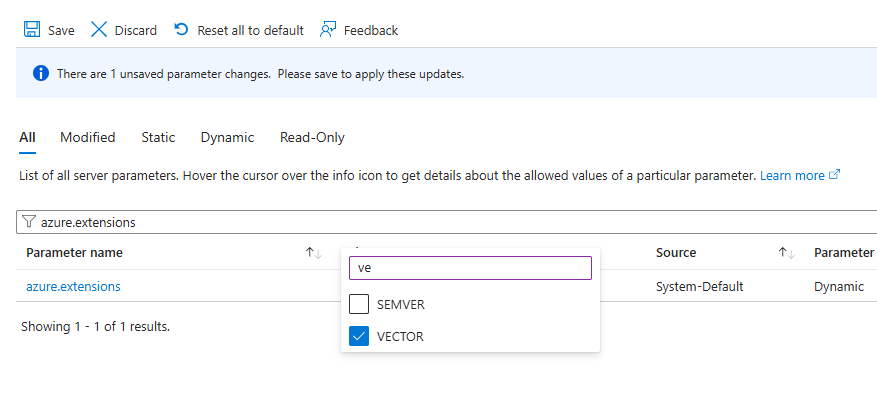 Save Discard Reset all to default Feedback
There are 1 unsaved parameter changes. Please save to apply these updates.
All Modified Static Dynamic Read-Only
List of all server parameters. Hover the cursor over the info icon to get details about the allowed values of a particular parameter. Learn more
azure.extensions
Parameter name Source Parameter
ve
azure.extensions System-Default Dynamic
SEMVER
Showing 1 - 1 of 1 results.
VECTOR